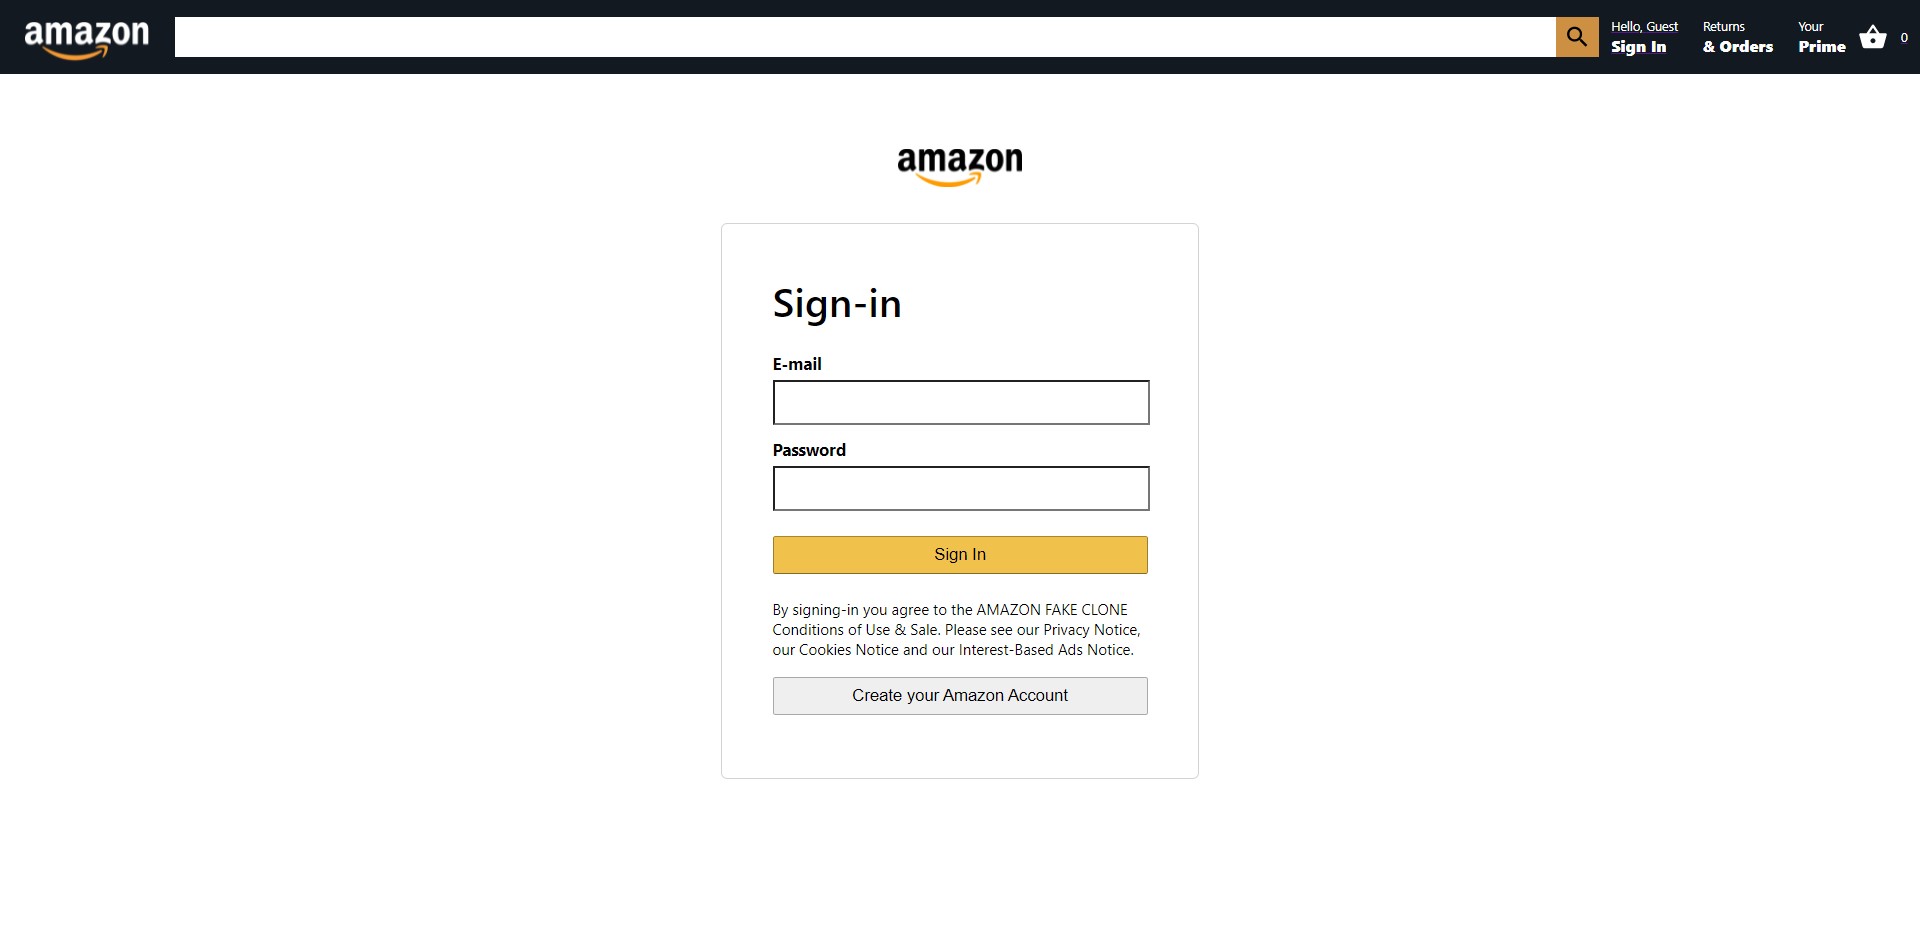 amazon
Hello, Guest
Sign In
Returns
& Orders
Your
Prime
0
amazon
Sign-in
E-mail
Password
Sign In
By signing-in you agree to the AMAZON FAKE CLONE
Conditions of Use & Sale. Please see our Privacy Notice,
our Cookies Notice and our Interest-Based Ads Notice.
Create your Amazon Account